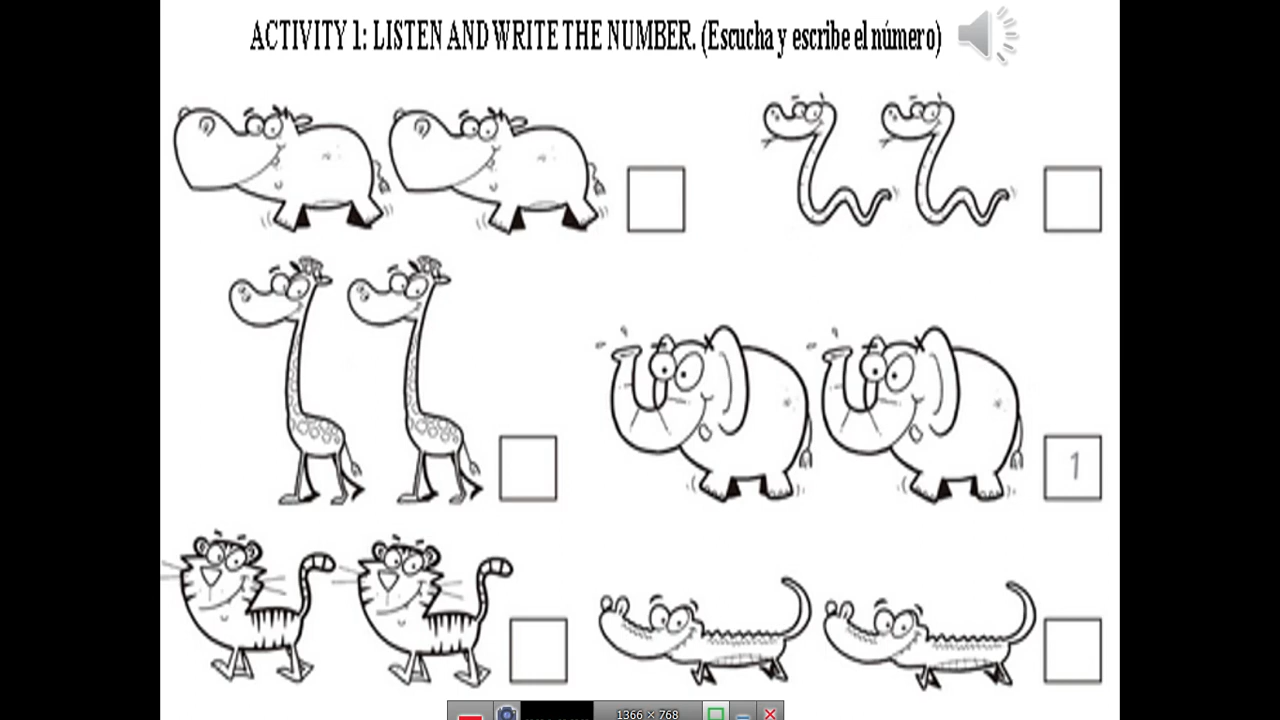 ACTIVITY 1: LISTEN AND WRITE THE NUMBER. (Escucha y escribe el número)
1
1366 × 768